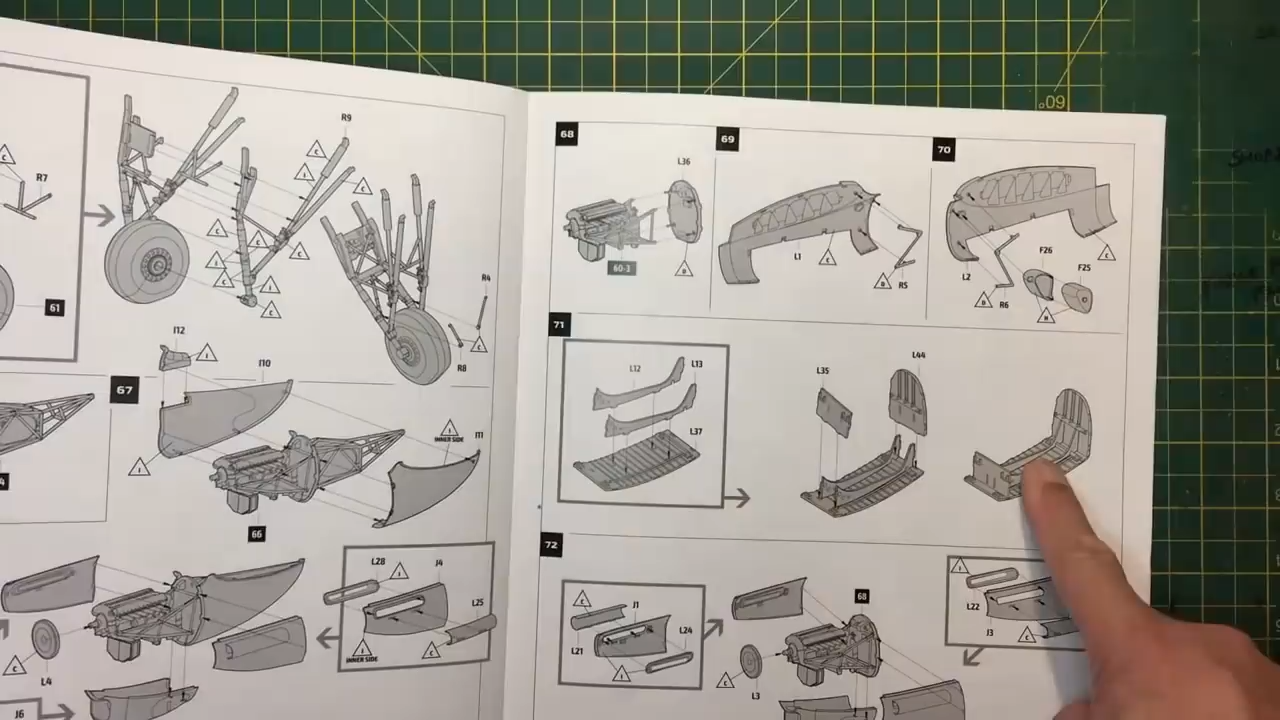 60°
C
R7
61
R9
C
I
C
C
C
C
C
C
I
C
R4
C
R8
I12
I
I10
67
I
INNER SIDE
I11
I
66
L28
I
J4
L25
I
INNER SIDE
C
C
L4
J6
68
L36
60-3
D
69
L1
C
D
R5
70
L2
D
R6
F26
F25
H
C
71
L12
L13
L37
L35
L44
72
C
J1
L24
L21
I
68
C
L3
I
L22
J3
C